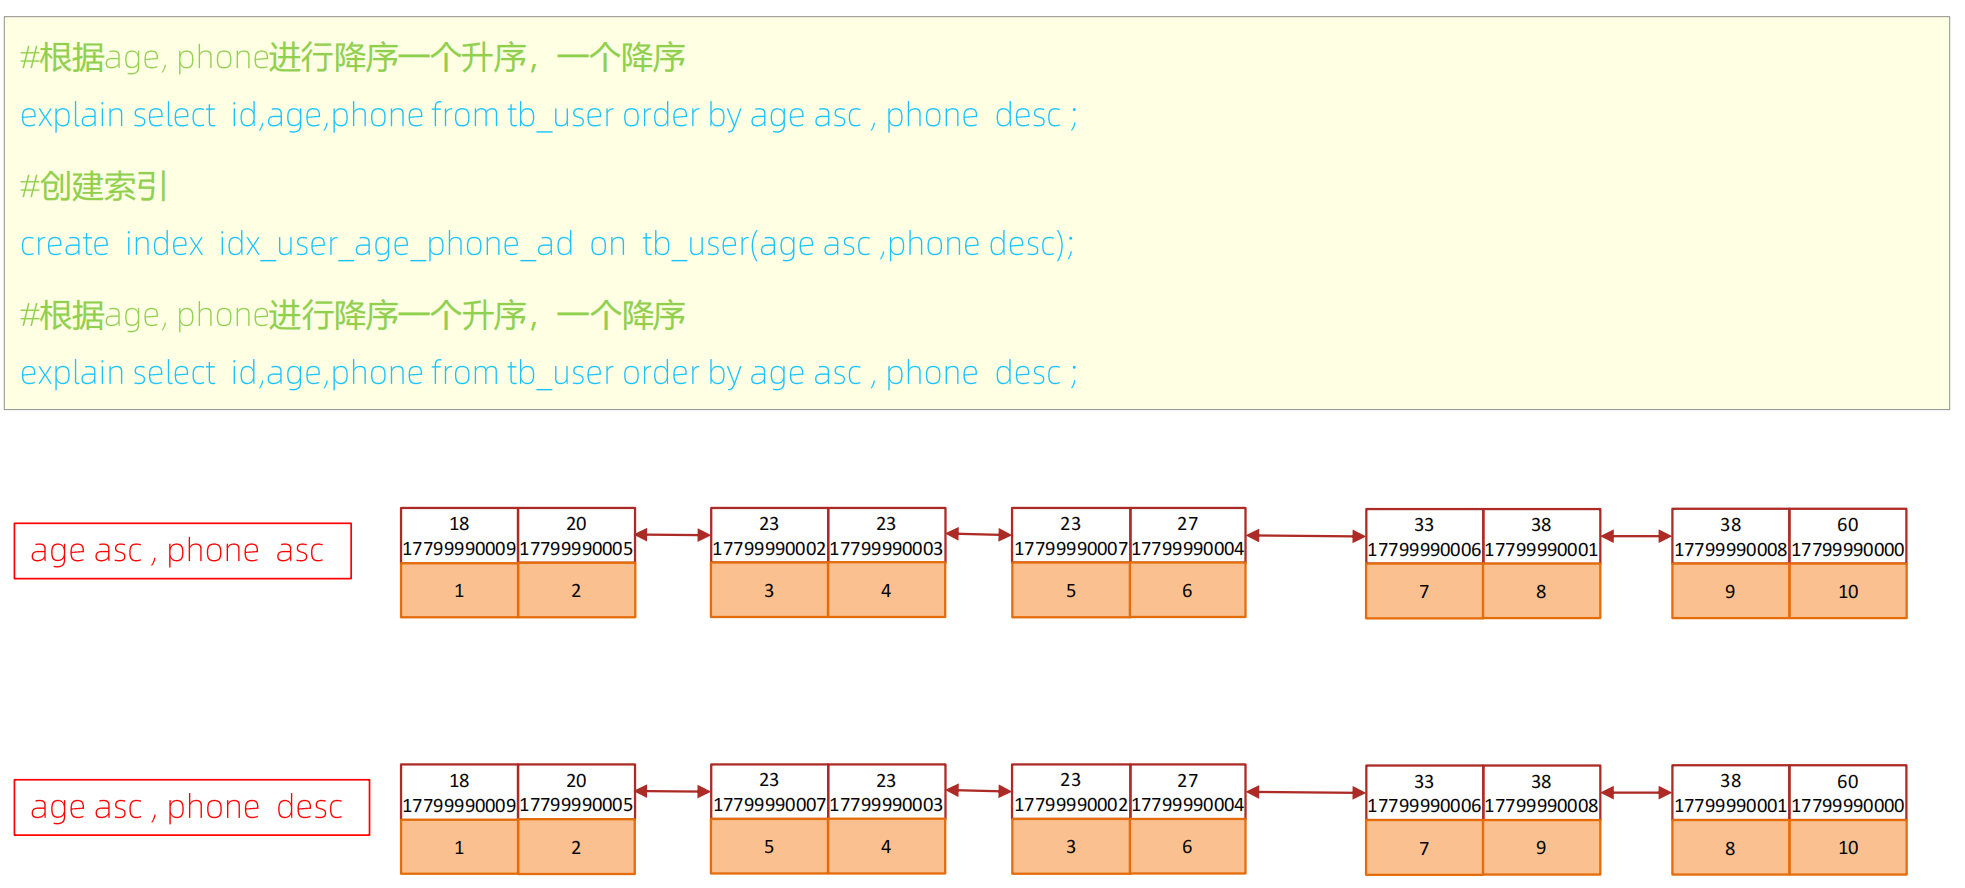 #根据age, phone进行降序一个升序，一个降序
explain select id,age,phone from tb_user order by age asc , phone desc ;
#创建索引
create index idx_user_age_phone_ad on tb_user(age asc ,phone desc);
#根据age, phone进行降序一个升序，一个降序
explain select id,age,phone from tb_user order by age asc , phone desc ;
age asc , phone asc
18 20 23 23 23 27 33 38 38 60
17799990009 17799990005 17799990002 17799990003 17799990007 17799990004 17799990006 17799990001 17799990008 17799990000
1 2 3 4 5 6 7 8 9 10
age asc , phone desc
18 20 23 23 23 27 33 38 38 60
17799990009 17799990005 17799990007 17799990003 17799990002 17799990004 17799990006 17799990008 17799990001 17799990000
1 2 5 4 3 6 7 9 8 10